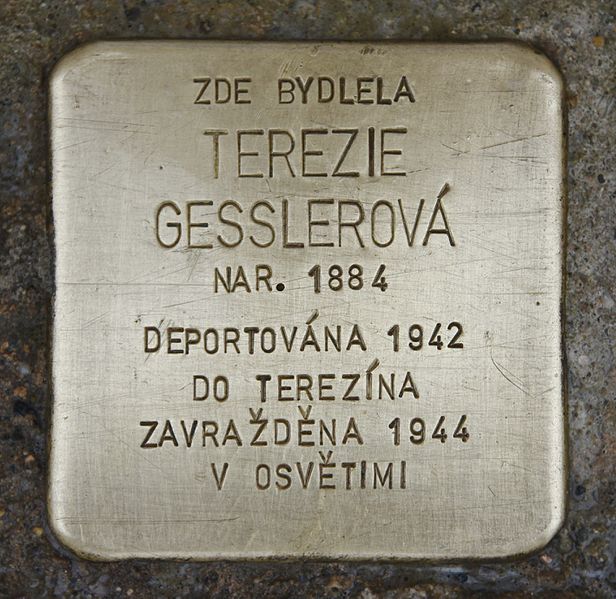 ZDE BYDLELA
TEREZIE
GESSLEROVÁ
NAR. 1884
DEPORTOVÁNA 1942
DO TEREZÍNA
ZAVRAŽDĚNA 1944
V OSVĚTIMI